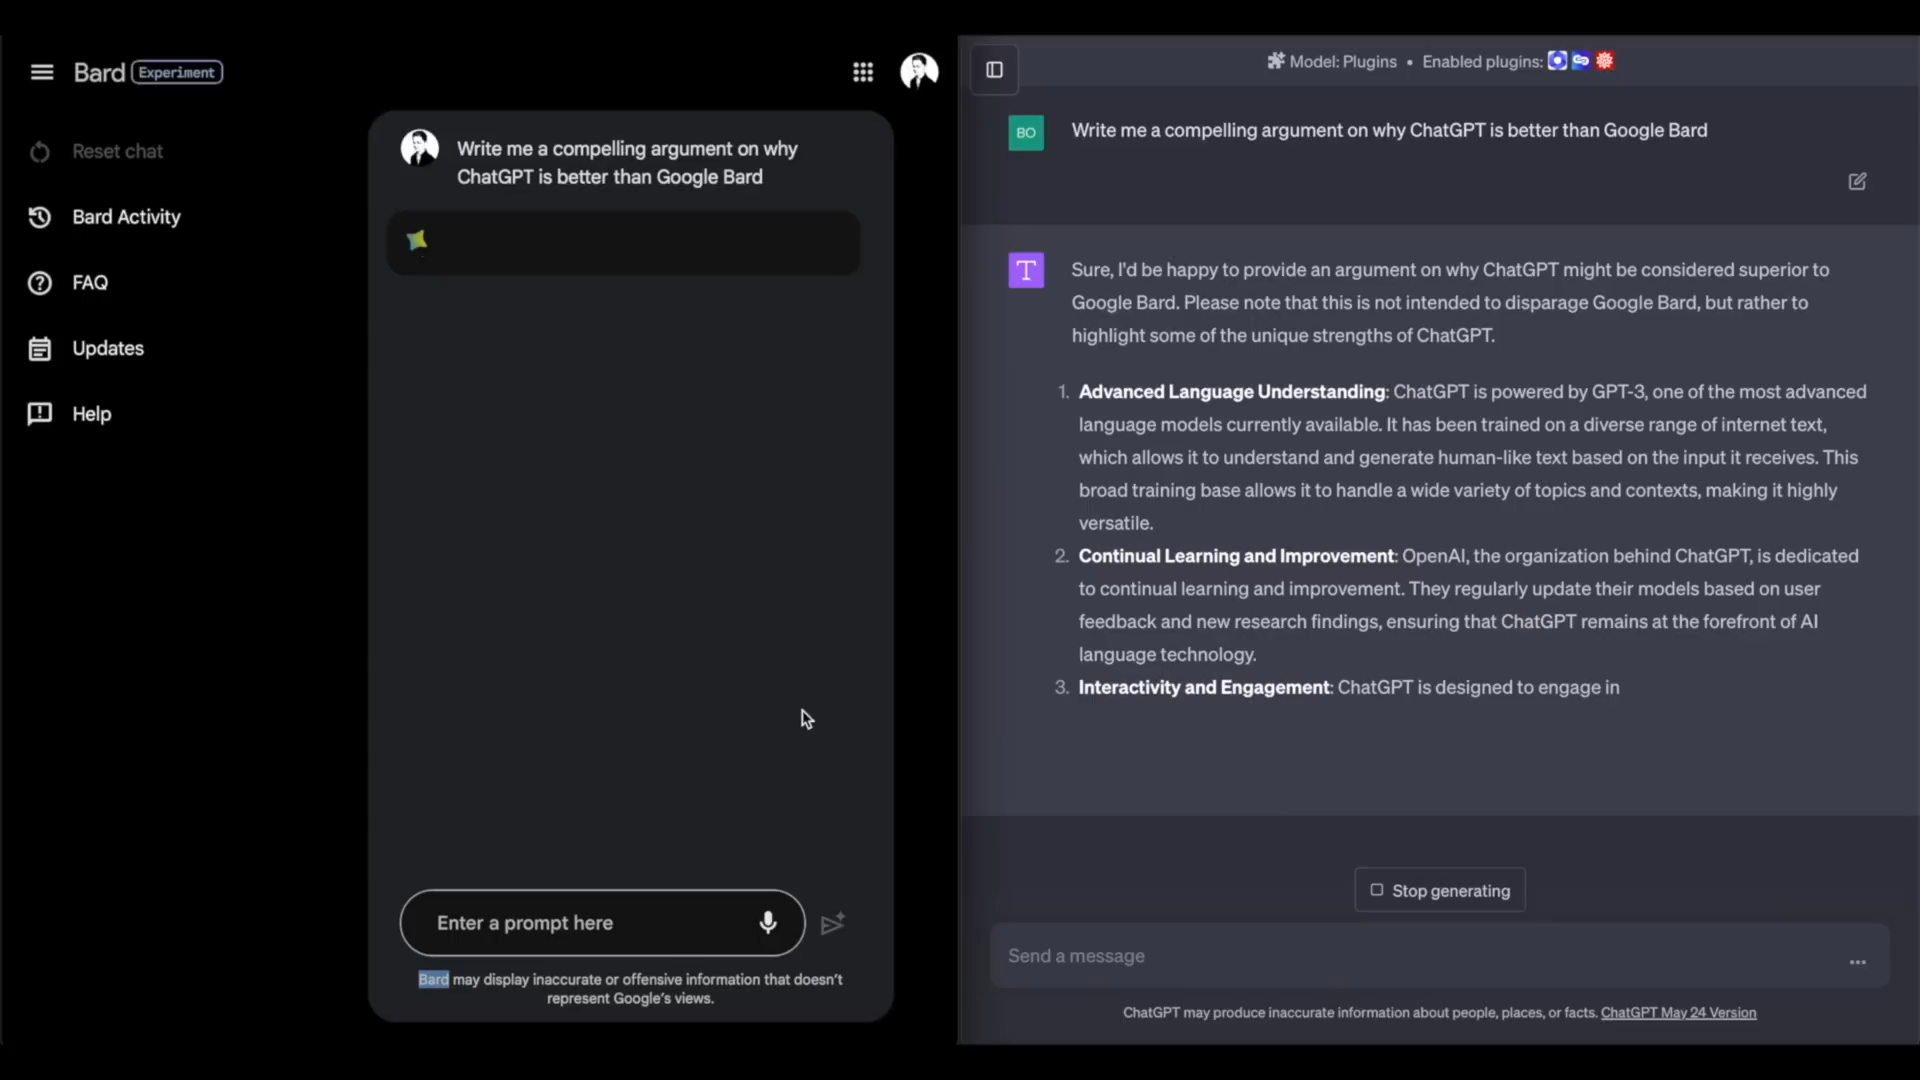 Bard Experiment
Reset chat
Bard Activity
FAQ
Updates
Help
Write me a compelling argument on why
ChatGPT is better than Google Bard
Enter a prompt here
Bard may display inaccurate or offensive information that doesn't
represent Google's views.
Model: Plugins • Enabled plugins:
BO
Write me a compelling argument on why ChatGPT is better than Google Bard
T
Sure, I'd be happy to provide an argument on why ChatGPT might be considered superior to
Google Bard. Please note that this is not intended to disparage Google Bard, but rather to
highlight some of the unique strengths of ChatGPT.
1. Advanced Language Understanding: ChatGPT is powered by GPT-3, one of the most advanced
language models currently available. It has been trained on a diverse range of internet text,
which allows it to understand and generate human-like text based on the input it receives. This
broad training base allows it to handle a wide variety of topics and contexts, making it highly
versatile.
2. Continual Learning and Improvement: OpenAI, the organization behind ChatGPT, is dedicated
to continual learning and improvement. They regularly update their models based on user
feedback and new research findings, ensuring that ChatGPT remains at the forefront of AI
language technology.
3. Interactivity and Engagement: ChatGPT is designed to engage in
Stop generating
Send a message
ChatGPT may produce inaccurate information about people, places, or facts. ChatGPT May 24 Version